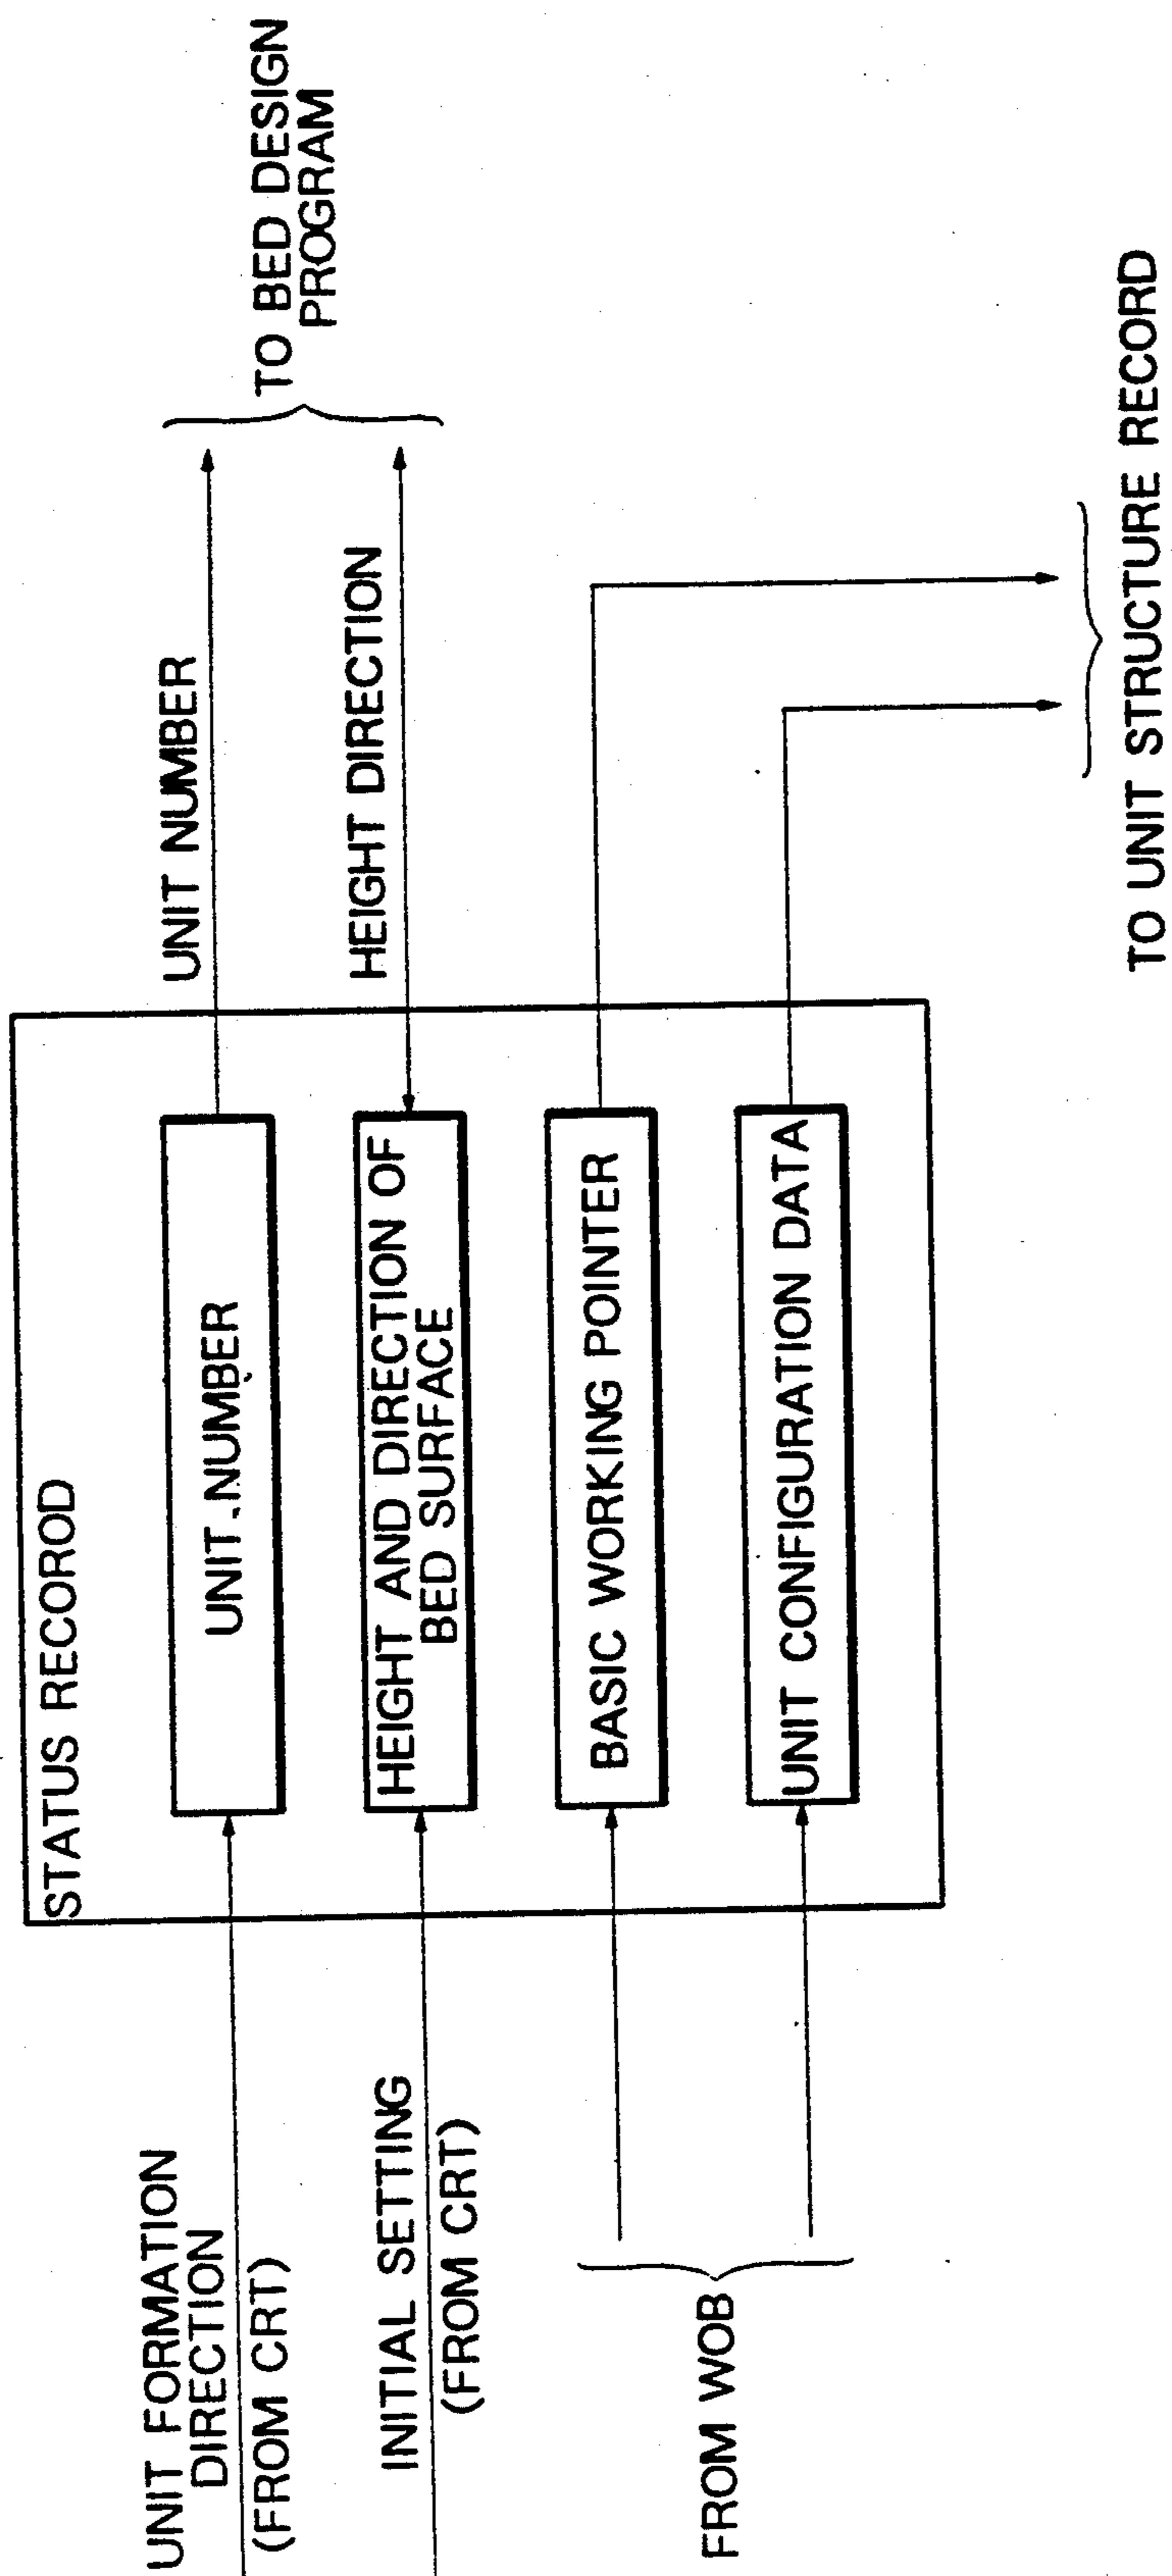 STATUS RECOROD
UNIT FORMATION
DIRECTION
(FROM CRT)
UNIT NUMBER
UNIT NUMBER
INITIAL SETTING
(FROM CRT)
HEIGHT AND DIRECTION OF
BED SURFACE
HEIGHT DIRECTION
TO BED DESIGN
PROGRAM
FROM WOB
BASIC WORKING POINTER
UNIT CONFIGURATION DATA
TO UNIT STRUCTURE RECORD